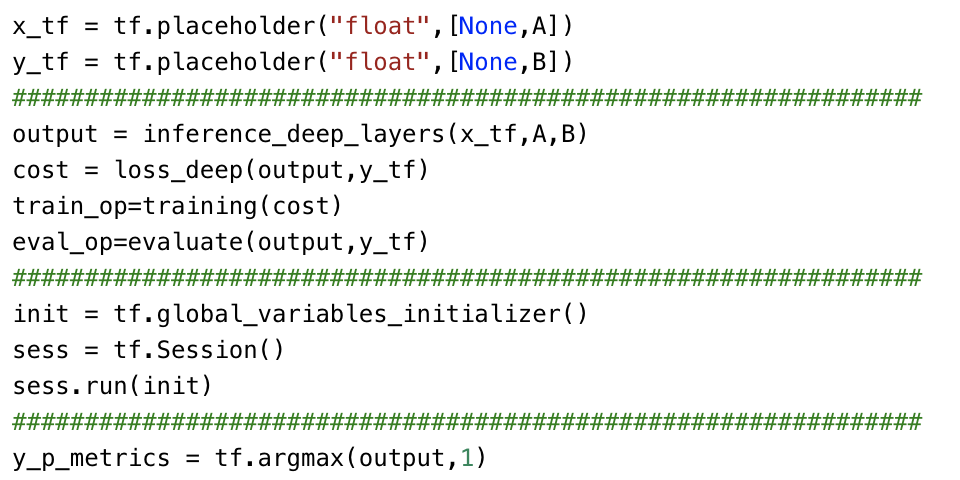 x_tf = tf.placeholder("float",[None,A])
y_tf = tf.placeholder("float",[None,B])
###############################################################
output = inference_deep_layers(x_tf,A,B)
cost = loss_deep(output,y_tf)
train_op=training(cost)
eval_op=evaluate(output,y_tf)
###############################################################
init = tf.global_variables_initializer()
sess = tf.Session()
sess.run(init)
###############################################################
y_p_metrics = tf.argmax(output,1)